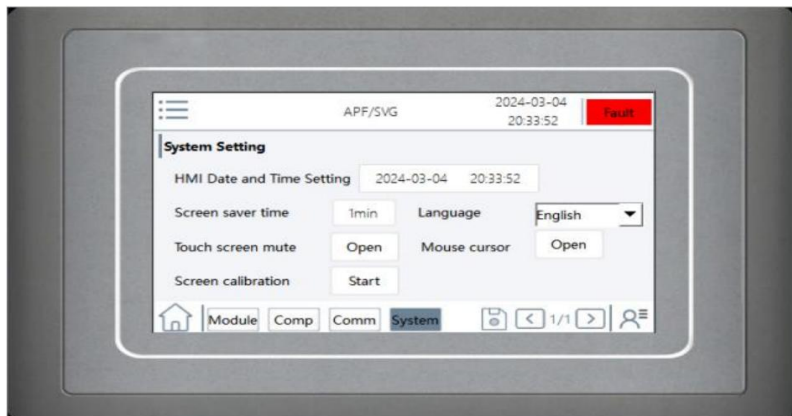 APF/SVG
2024-03-04
20:33:52
Fault
System Setting
HMI Date and Time Setting 2024-03-04 20:33:52
Screen saver time 1min Language English
Touch screen mute Open Mouse cursor Open
Screen calibration Start
Module Comp Comm System 1/1